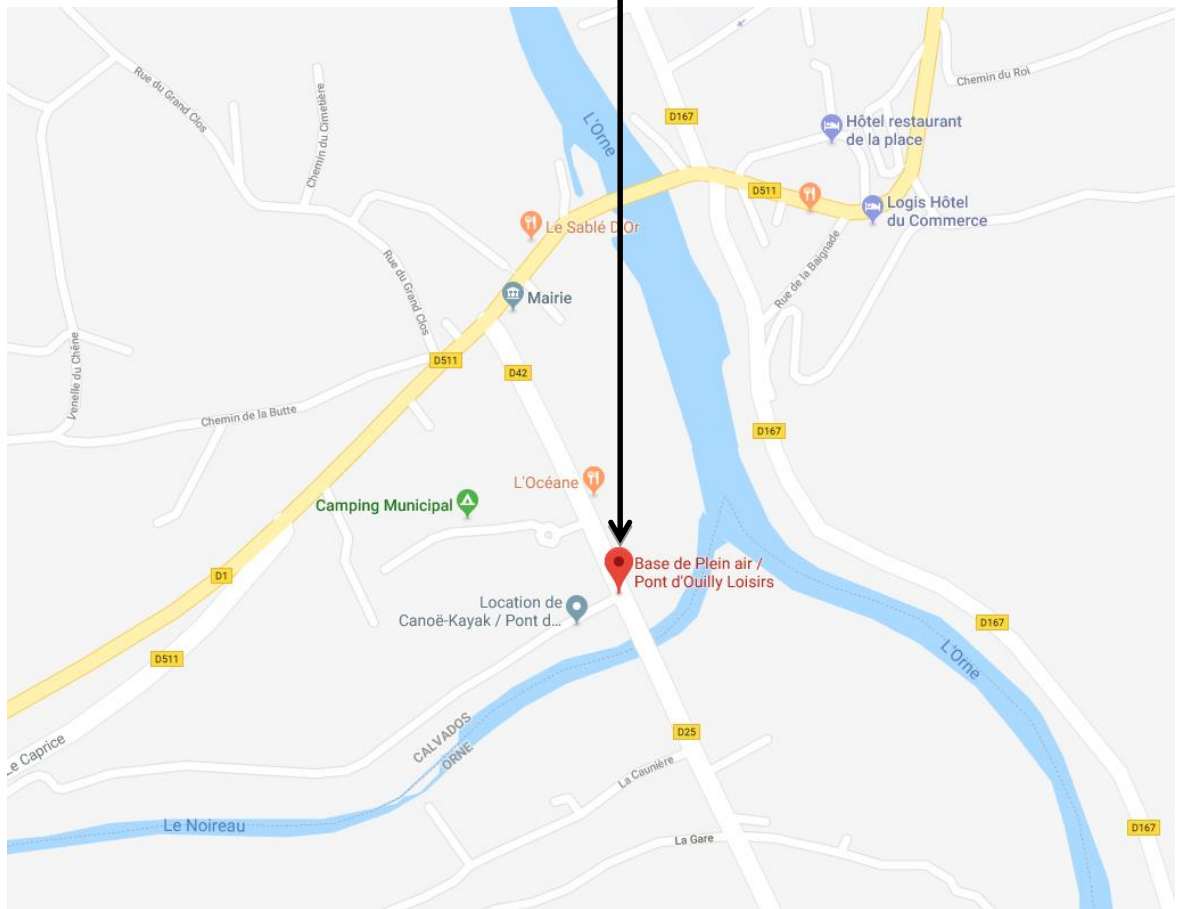 Rue du Grand Clos
Chemin du Cimetière
L'Orne
D167
Chemin du Roi
Hôtel restaurant
de la place
D511
Logis Hôtel
du Commerce
Le Sablé D'Or
Rue du Grand Clos
Rue de la Baignade
Mairie
Venelle du Chêne
D511
D42
Chemin de la Butte
D167
L'Océane
Camping Municipal
Base de Plein air /
Pont d'Ouilly Loisirs
D1
Location de
Canoë-Kayak / Pont d...
D167
L'Orne
D511
CALVADOS
ORNE
D25
e Caprice
La Caunière
Le Noireau
La Gare
D167